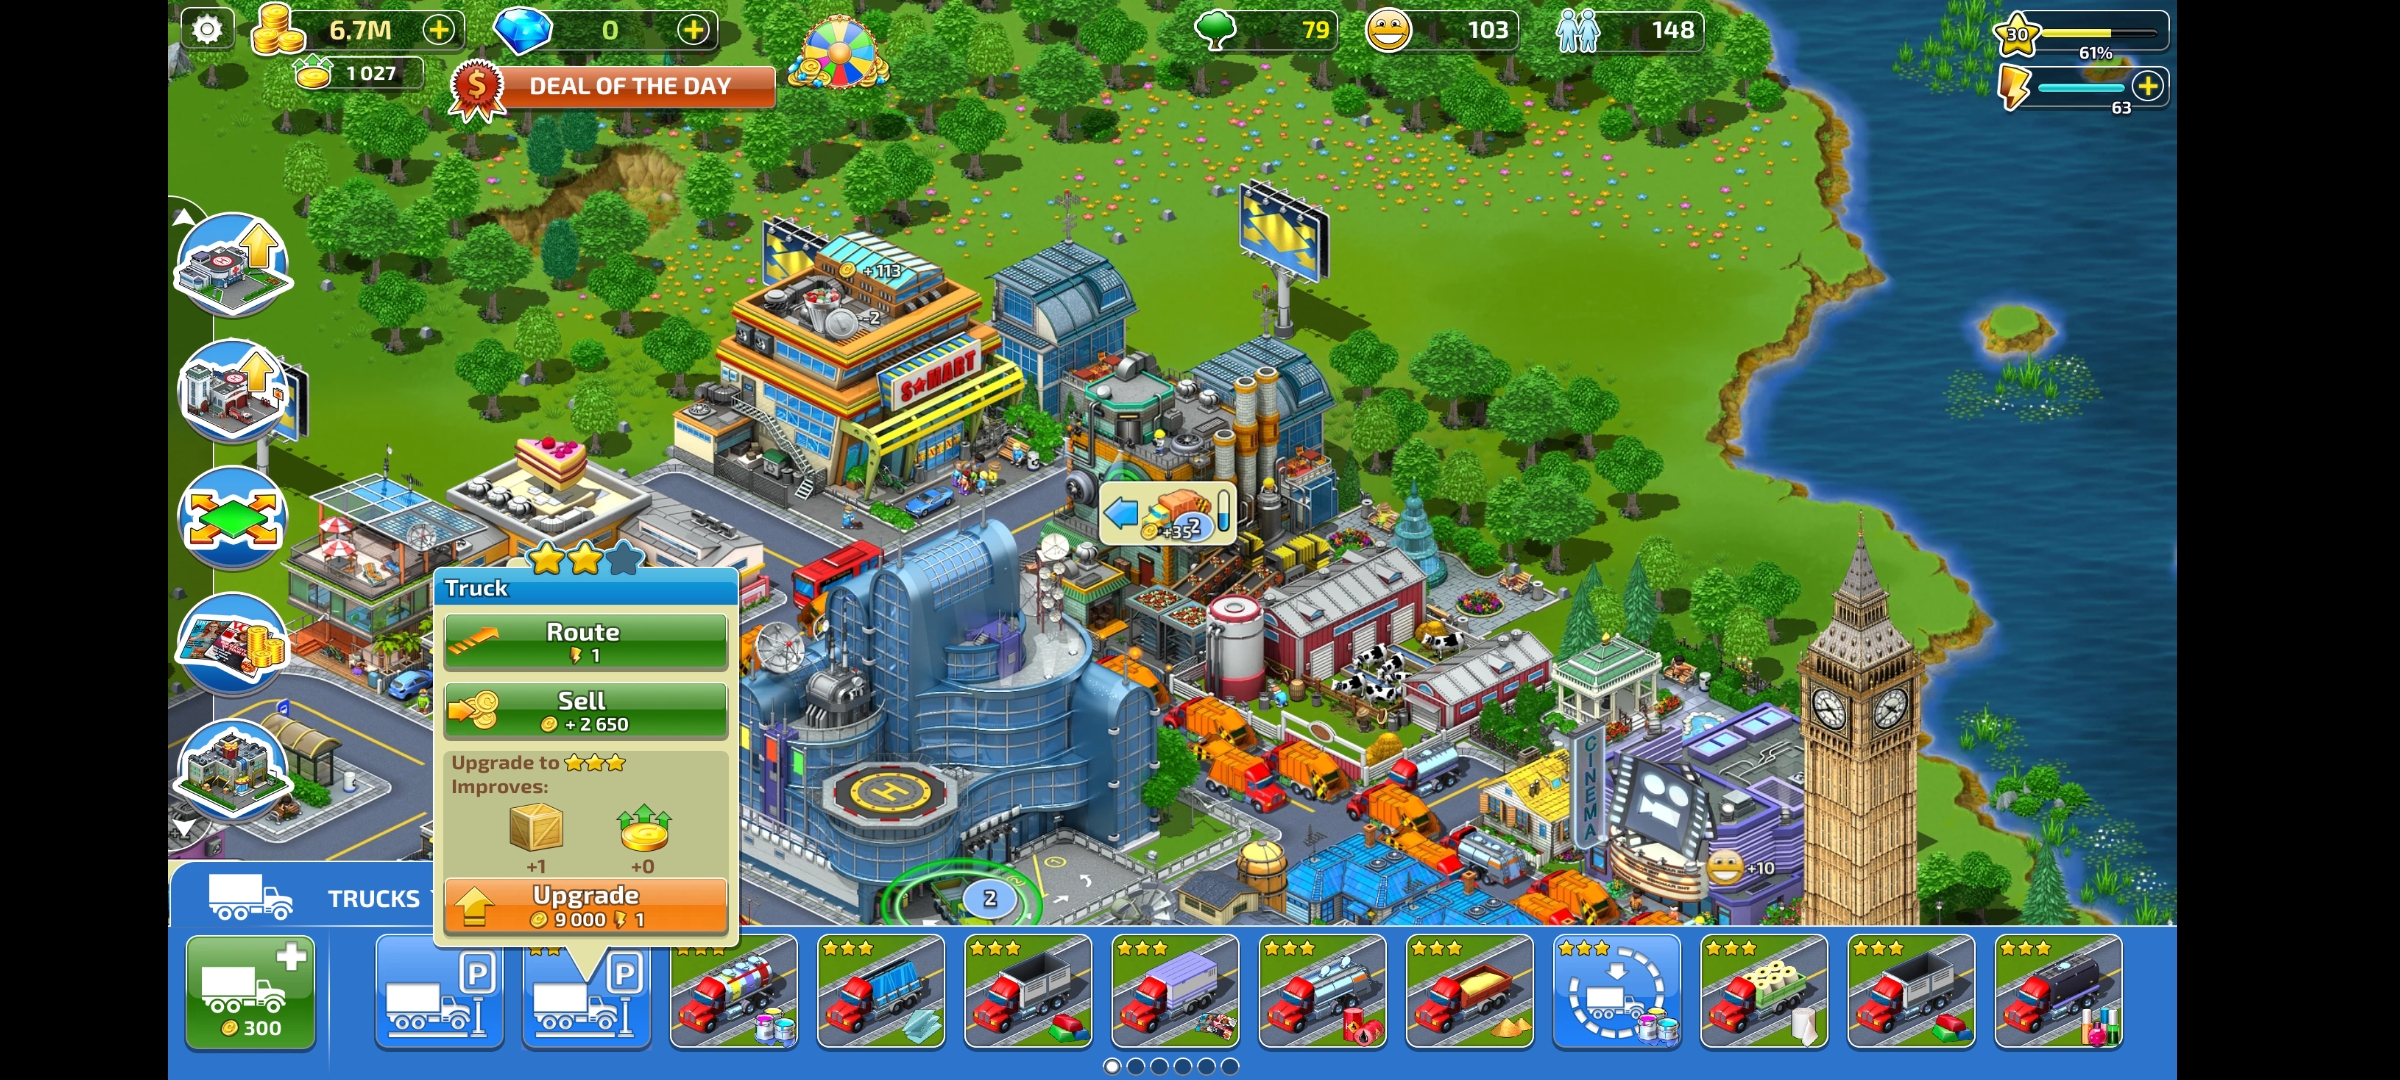 6.7M
0
79
103
148
30
61%
1 027
DEAL OF THE DAY
63
+113
-2
S★MART
+35
2
Truck
Route
1
Sell
+ 2 650
Upgrade to
Improves:
+1
+0
Upgrade
9 000 1
CINEMA
+10
H
2
TRUCKS
P
P
300